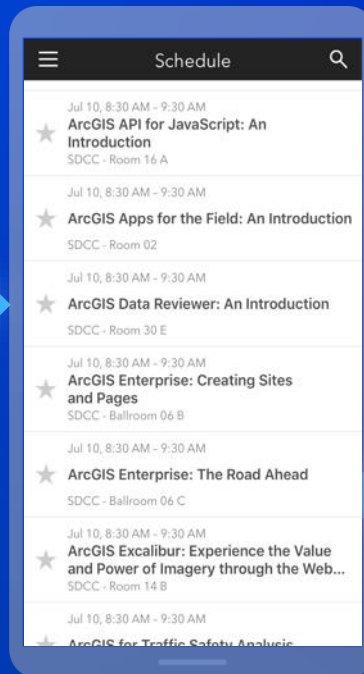 Schedule
Jul 10, 8:30 AM – 9:30 AM
ArcGIS API for JavaScript: An
Introduction
SDCC - Room 16 A
Jul 10, 8:30 AM – 9:30 AM
ArcGIS Apps for the Field: An Introduction
SDCC - Room 02
Jul 10, 8:30 AM – 9:30 AM
ArcGIS Data Reviewer: An Introduction
SDCC - Room 30 E
Jul 10, 8:30 AM – 9:30 AM
ArcGIS Enterprise: Creating Sites
and Pages
SDCC - Ballroom 06 B
Jul 10, 8:30 AM – 9:30 AM
ArcGIS Enterprise: The Road Ahead
SDCC - Ballroom 06 C
Jul 10, 8:30 AM – 9:30 AM
ArcGIS Excalibur: Experience the Value
and Power of Imagery through the Web...
SDCC - Room 14 B
Jul 10, 8:30 AM – 9:30 AM
ArcGIS for Traffic Safety Analysis